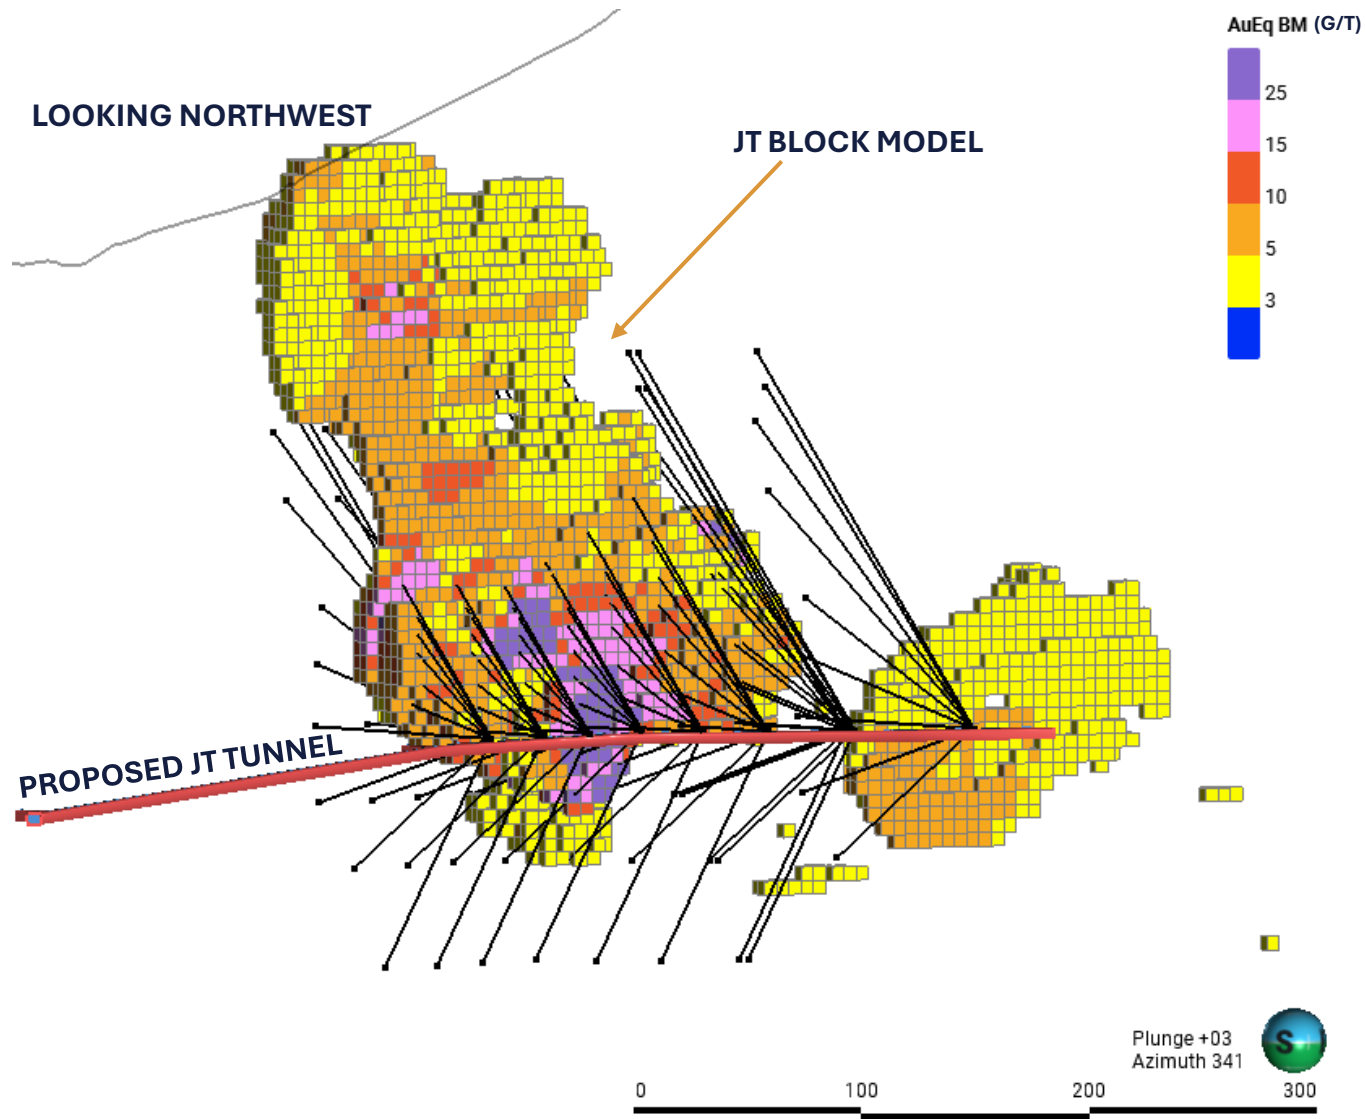 AuEq BM (G/T)
25
15
10
5
3
LOOKING NORTHWEST
JT BLOCK MODEL
PROPOSED JT TUNNEL
Plunge +03
Azimuth 341
S
0 100 200 300